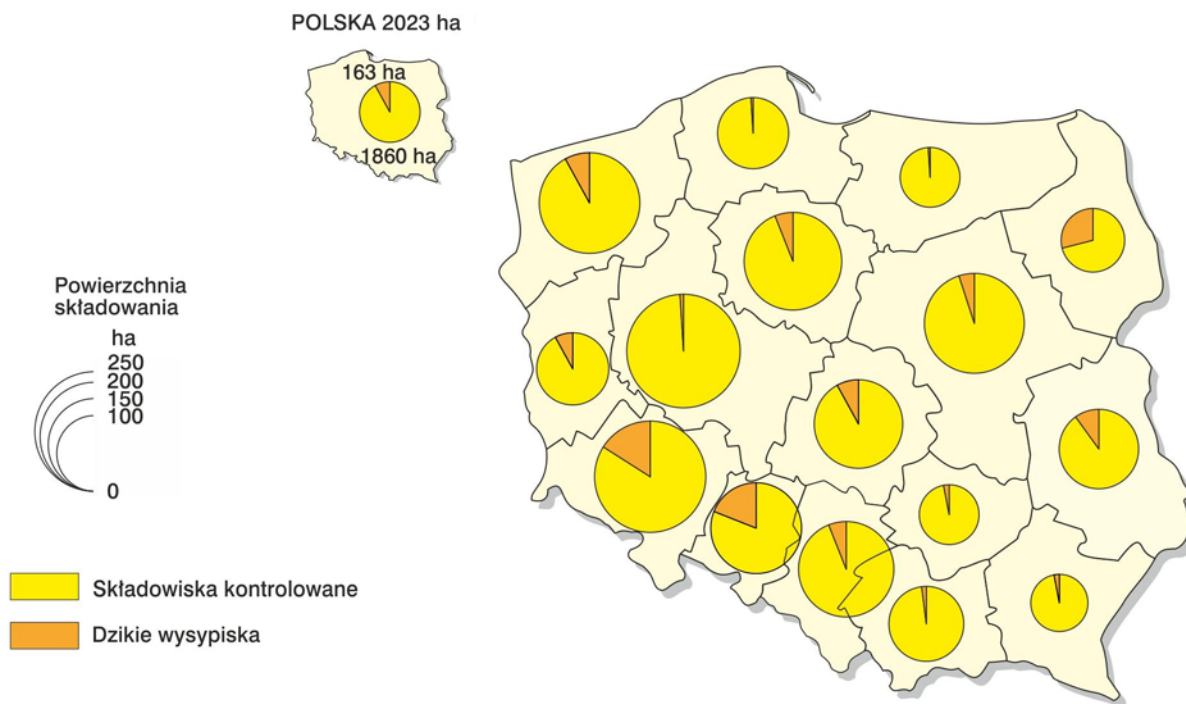 POLSKA 2023 ha
163 ha
1860 ha
Powierzchnia
składowania
ha
250
200
150
100
0
Składowiska kontrolowane
Dzikie wysypiska